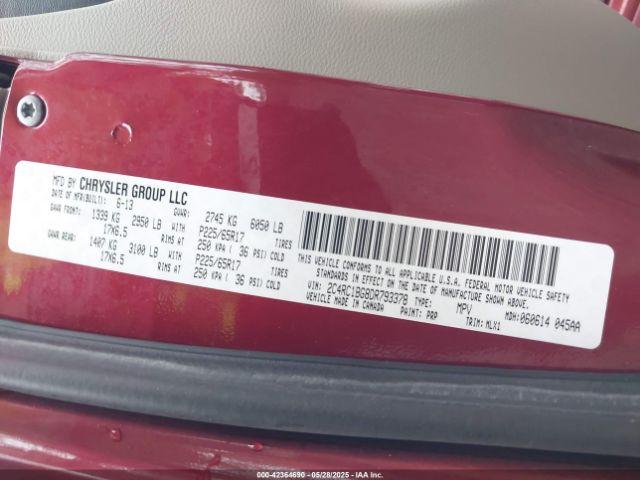 MFD BY CHRYSLER GROUP LLC
DATE OF MFR(BUILT): 6-13 GVWR: 2745 KG 6050 LB
GAWR FRONT: 1339 KG 2950 LB WITH P225/65R17 TIRES
17X6.5 RIMS AT 250 KPA ( 36 PSI) COLD
GAWR REAR: 1407 KG 3100 LB WITH P225/65R17 TIRES
17X6.5 RIMS AT 250 KPA ( 36 PSI) COLD
THIS VEHICLE CONFORMS TO ALL APPLICABLE U.S.A. FEDERAL MOTOR VEHICLE SAFETY
STANDARDS IN EFFECT ON THE DATE OF MANUFACTURE SHOWN ABOVE.
VIN: 2C4RC1BG8DR793378 TYPE: MPV MDH: 060614 045AA
VEHICLE MADE IN CANADA PAINT: PRP TRIM: MLX1
000-42364690 - 05/28/2025 - IAA Inc.